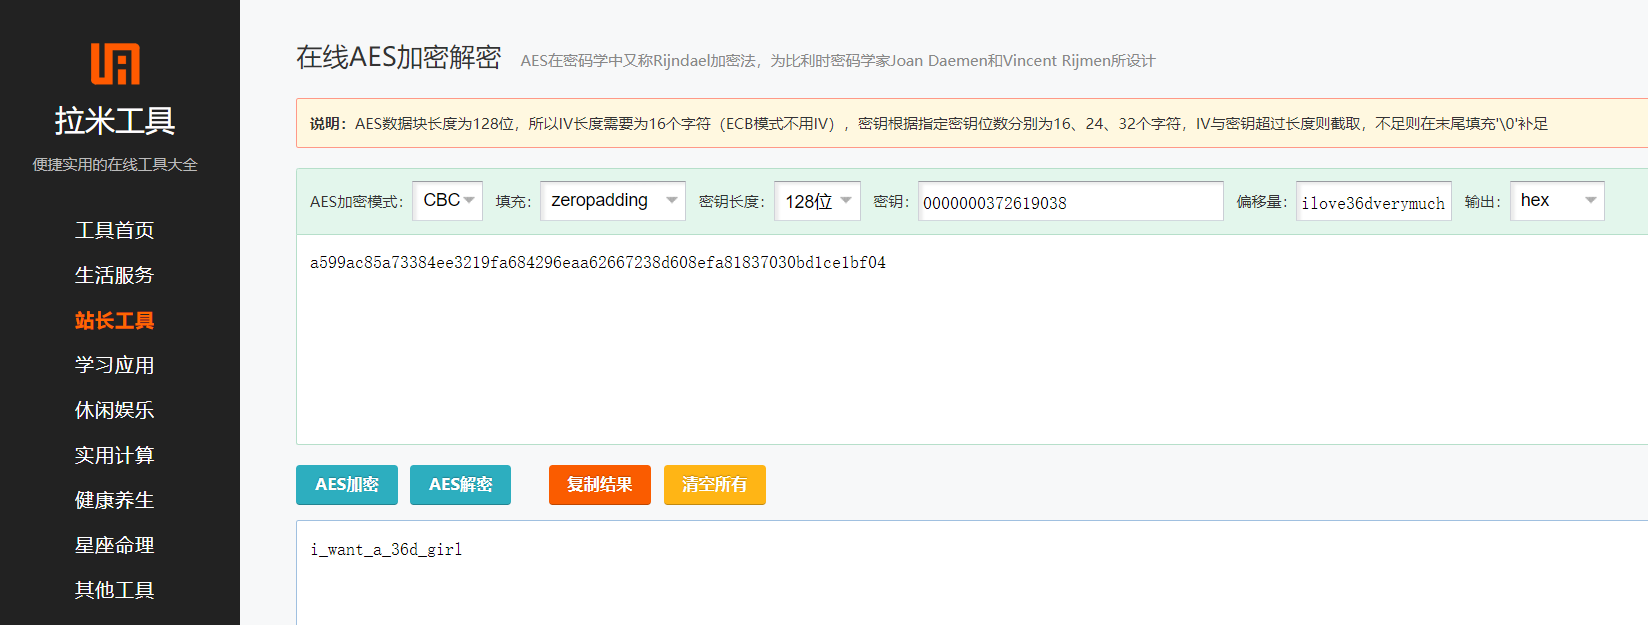 拉米工具
便捷实用的在线工具大全
工具首页
生活服务
站长工具
学习应用
休闲娱乐
实用计算
健康养生
星座命理
其他工具
在线AES加密解密 AES在密码学中又称Rijndael加密法，为比利时密码学家Joan Daemen和Vincent Rijmen所设计
说明：AES数据块长度为128位，所以IV长度需要为16个字符（ECB模式不用IV），密钥根据指定密钥位数分别为16、24、32个字符，IV与密钥超过长度则截取，不足则在末尾填充'\0'补足
AES加密模式： CBC 填充： zeropadding 密钥长度： 128位 密钥： 0000000372619038 偏移量： ilove36dverymuch 输出： hex
a599ac85a73384ee3219fa684296eaa62667238d608efa81837030bd1ce1bf04
AES加密 AES解密 复制结果 清空所有
i_want_a_36d_girl